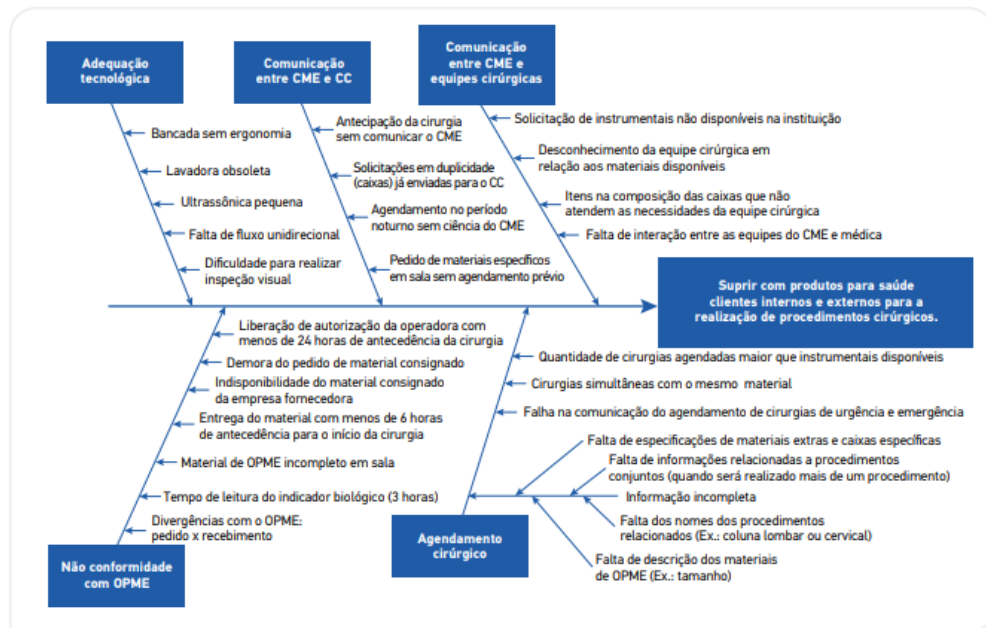 Adequação
tecnológica
Bancada sem ergonomia
Lavadora obsoleta
Ultrassônica pequena
Falta de fluxo unidirecional
Dificuldade para realizar
inspeção visual
Comunicação
entre CME e CC
Antecipação da cirurgia
sem comunicar o CME
Solicitações em duplicidade
(caixas) já enviadas para o CC
Agendamento no período
noturno sem ciência do CME
Pedido de materiais específicos
em sala sem agendamento prévio
Comunicação
entre CME e
equipes cirúrgicas
Solicitação de instrumentais não disponíveis na instituição
Desconhecimento da equipe cirúrgica em
relação aos materiais disponíveis
Itens na composição das caixas que não
atendem as necessidades da equipe cirúrgica
Falta de interação entre as equipes do CME e médica
Suprir com produtos para saúde
clientes internos e externos para a
realização de procedimentos cirúrgicos.
Liberação de autorização da operadora com
menos de 24 horas de antecedência da cirurgia
Demora do pedido de material consignado
Indisponibilidade do material consignado
da empresa fornecedora
Entrega do material com menos de 6 horas
de antecedência para o início da cirurgia
Material de OPME incompleto em sala
Tempo de leitura do indicador biológico (3 horas)
Divergências com o OPME:
pedido x recebimento
Não conformidade
com OPME
Quantidade de cirurgias agendadas maior que instrumentais disponíveis
Cirurgias simultâneas com o mesmo material
Falha na comunicação do agendamento de cirurgias de urgência e emergência
Falta de especificações de materiais extras e caixas específicas
Falta de informações relacionadas a procedimentos
conjuntos (quando será realizado mais de um procedimento)
Informação incompleta
Falta dos nomes dos procedimentos
relacionados (Ex.: coluna lombar ou cervical)
Falta de descrição dos materiais
de OPME (Ex.: tamanho)
Agendamento
cirúrgico